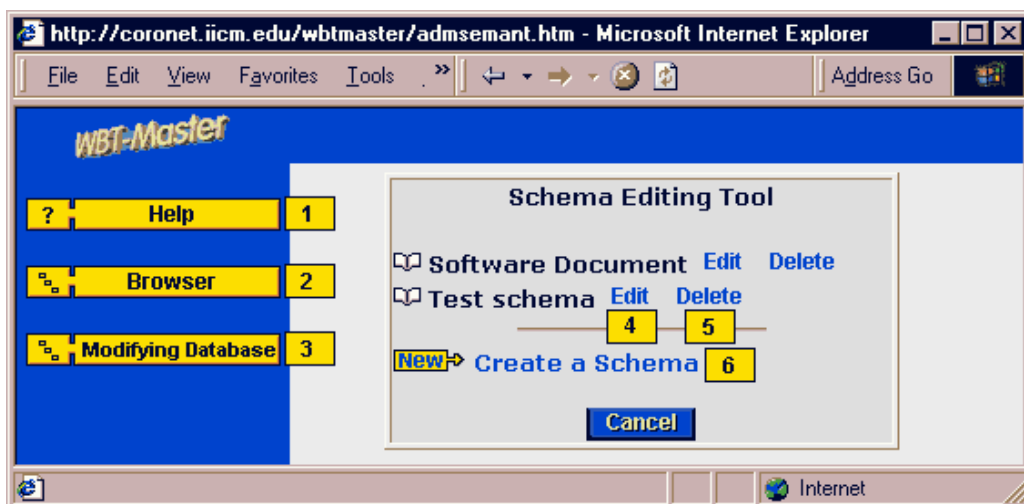 http://coronet.iicm.edu/wbtmaster/admsemant.htm - Microsoft Internet Explorer
File Edit View Favorites Tools » Address Go
WBT-Master
Schema Editing Tool
? Help 1
Software Document Edit Delete
Browser 2
Test schema Edit Delete
4 5
Modifying Database 3
New Create a Schema 6
Cancel
Internet